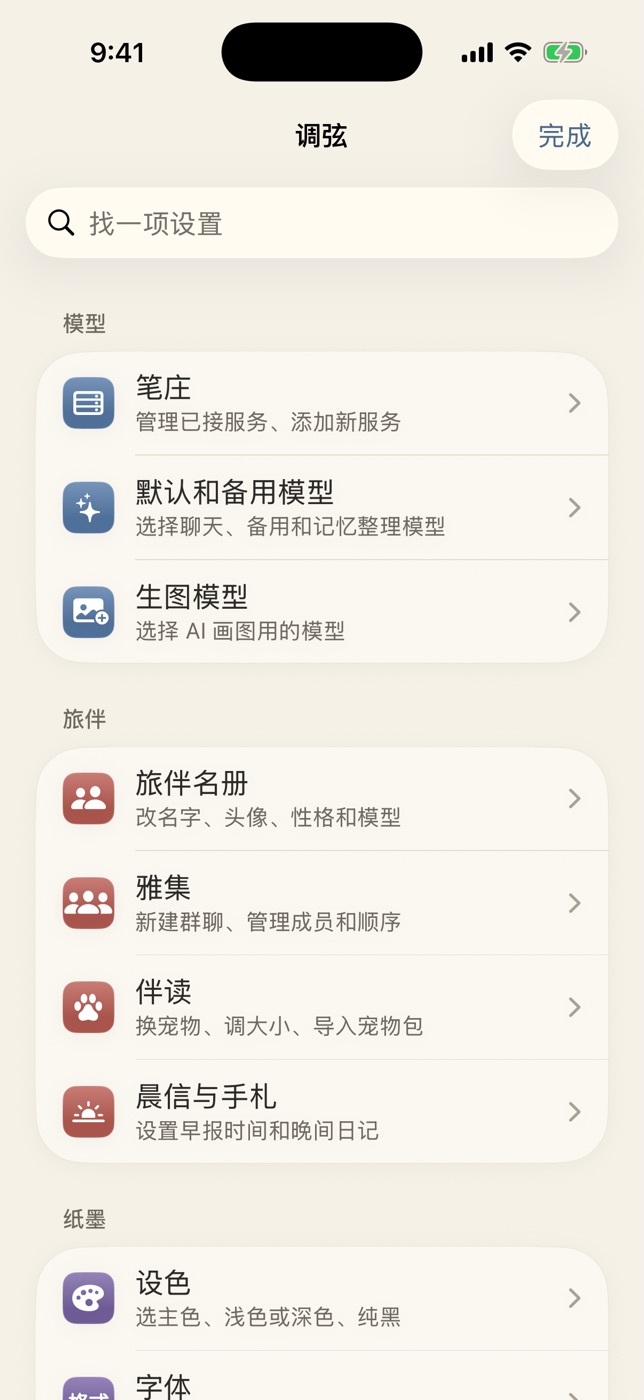 9:41
调弦
完成
找一项设置
模型
笔庄
管理已接服务、添加新服务
默认和备用模型
选择聊天、备用和记忆整理模型
生图模型
选择 AI 画图用的模型
旅伴
旅伴名册
改名字、头像、性格和模型
雅集
新建群聊、管理成员和顺序
伴读
换宠物、调大小、导入宠物包
晨信与手札
设置早报时间和晚间日记
纸墨
设色
选主色、浅色或深色、纯黑
格式
字体